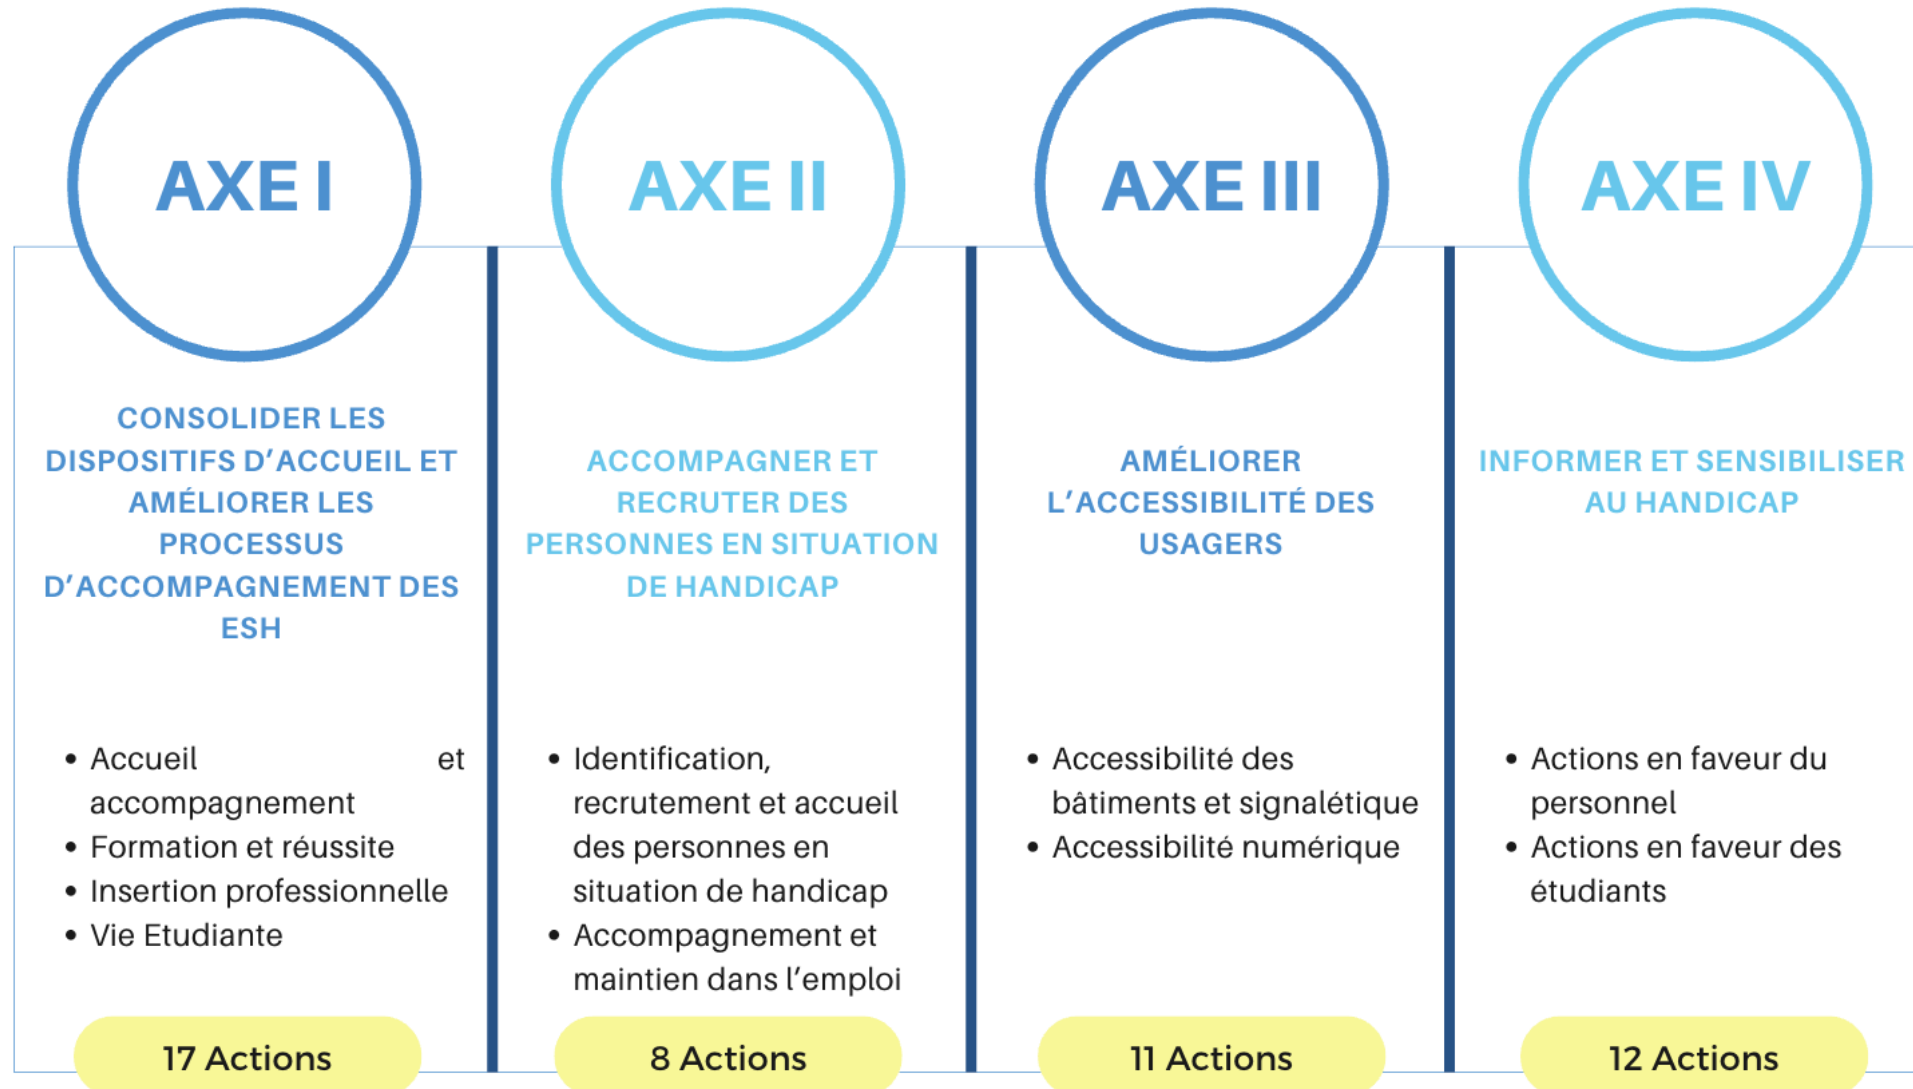 AXE I
CONSOLIDER LES
DISPOSITIFS D’ACCUEIL ET
AMÉLIORER LES
PROCESSUS
D’ACCOMPAGNEMENT DES
ESH
• Accueil et
accompagnement
• Formation et réussite
• Insertion professionnelle
• Vie Etudiante
17 Actions
AXE II
ACCOMPAGNER ET
RECRUTER DES
PERSONNES EN SITUATION
DE HANDICAP
• Identification,
recrutement et accueil
des personnes en
situation de handicap
• Accompagnement et
maintien dans l’emploi
8 Actions
AXE III
AMÉLIORER
L’ACCESSIBILITÉ DES
USAGERS
• Accessibilité des
bâtiments et signalétique
• Accessibilité numérique
11 Actions
AXE IV
INFORMER ET SENSIBILISER
AU HANDICAP
• Actions en faveur du
personnel
• Actions en faveur des
étudiants
12 Actions